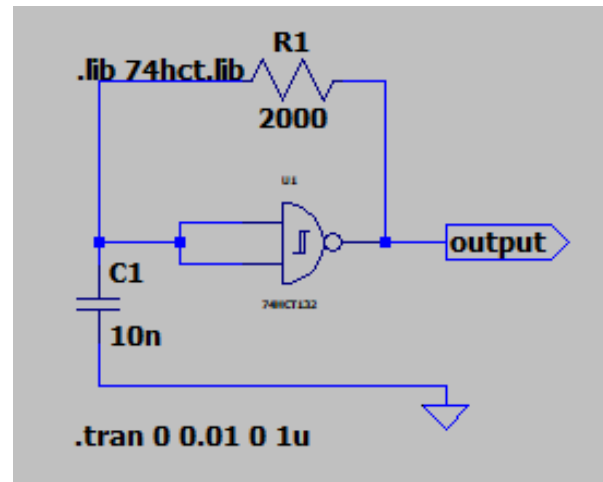 R1
.lib 74hct.lib
2000
U1
output
C1
74HCT132
10n
.tran 0 0.01 0 1u